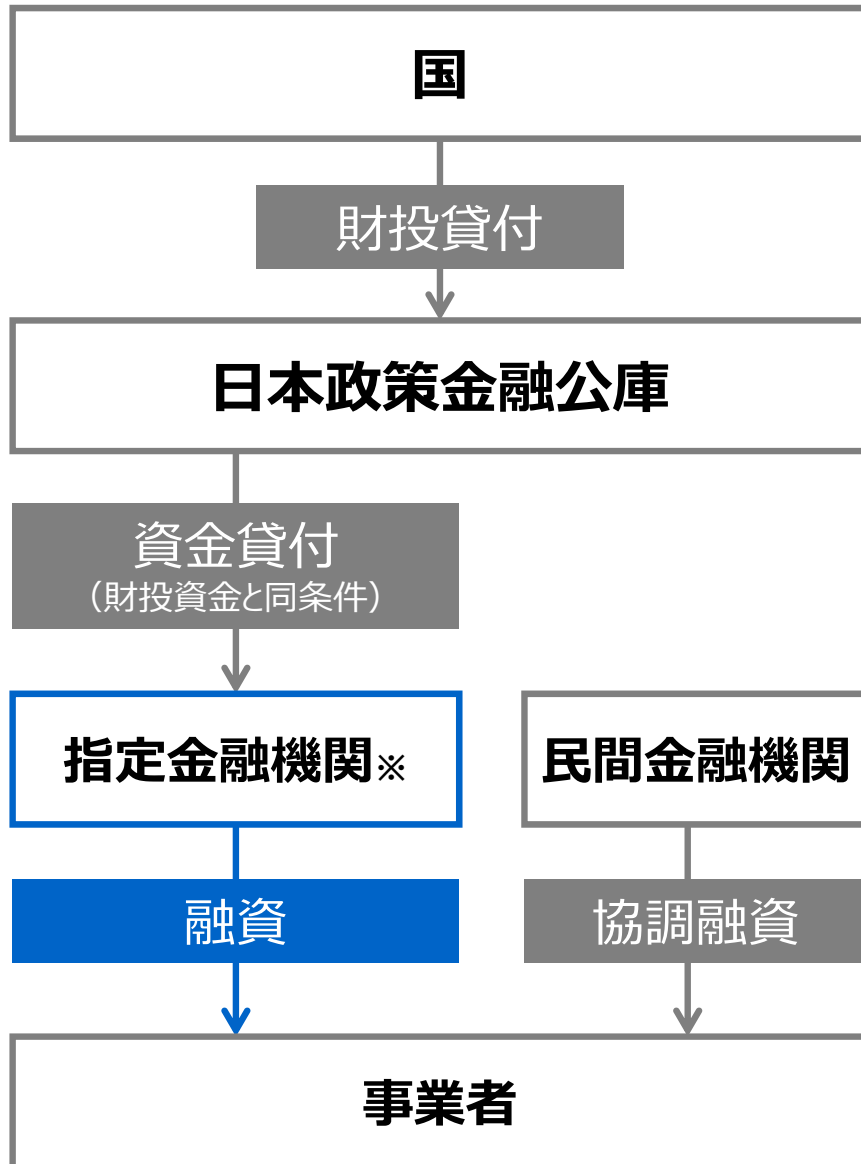 国
財投貸付
日本政策金融公庫
資金貸付
（財投資金と同条件）
指定金融機関※
民間金融機関
融資
協調融資
事業者